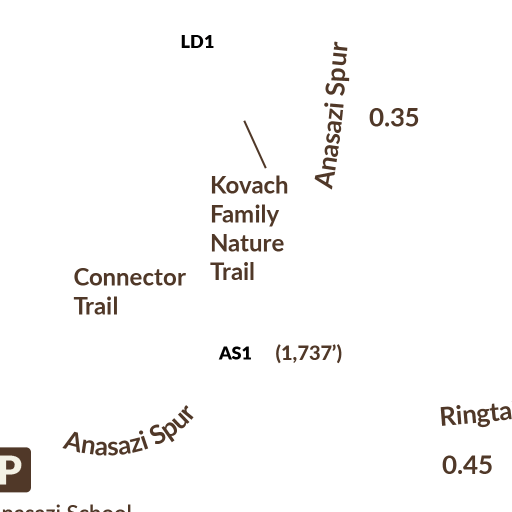 LD1
Anasazi Spur
0.35
Kovach
Family
Nature
Trail
Connector
Trail
AS1 (1,737’)
Anasazi Spur
Ringta
0.45
P
nasazi School